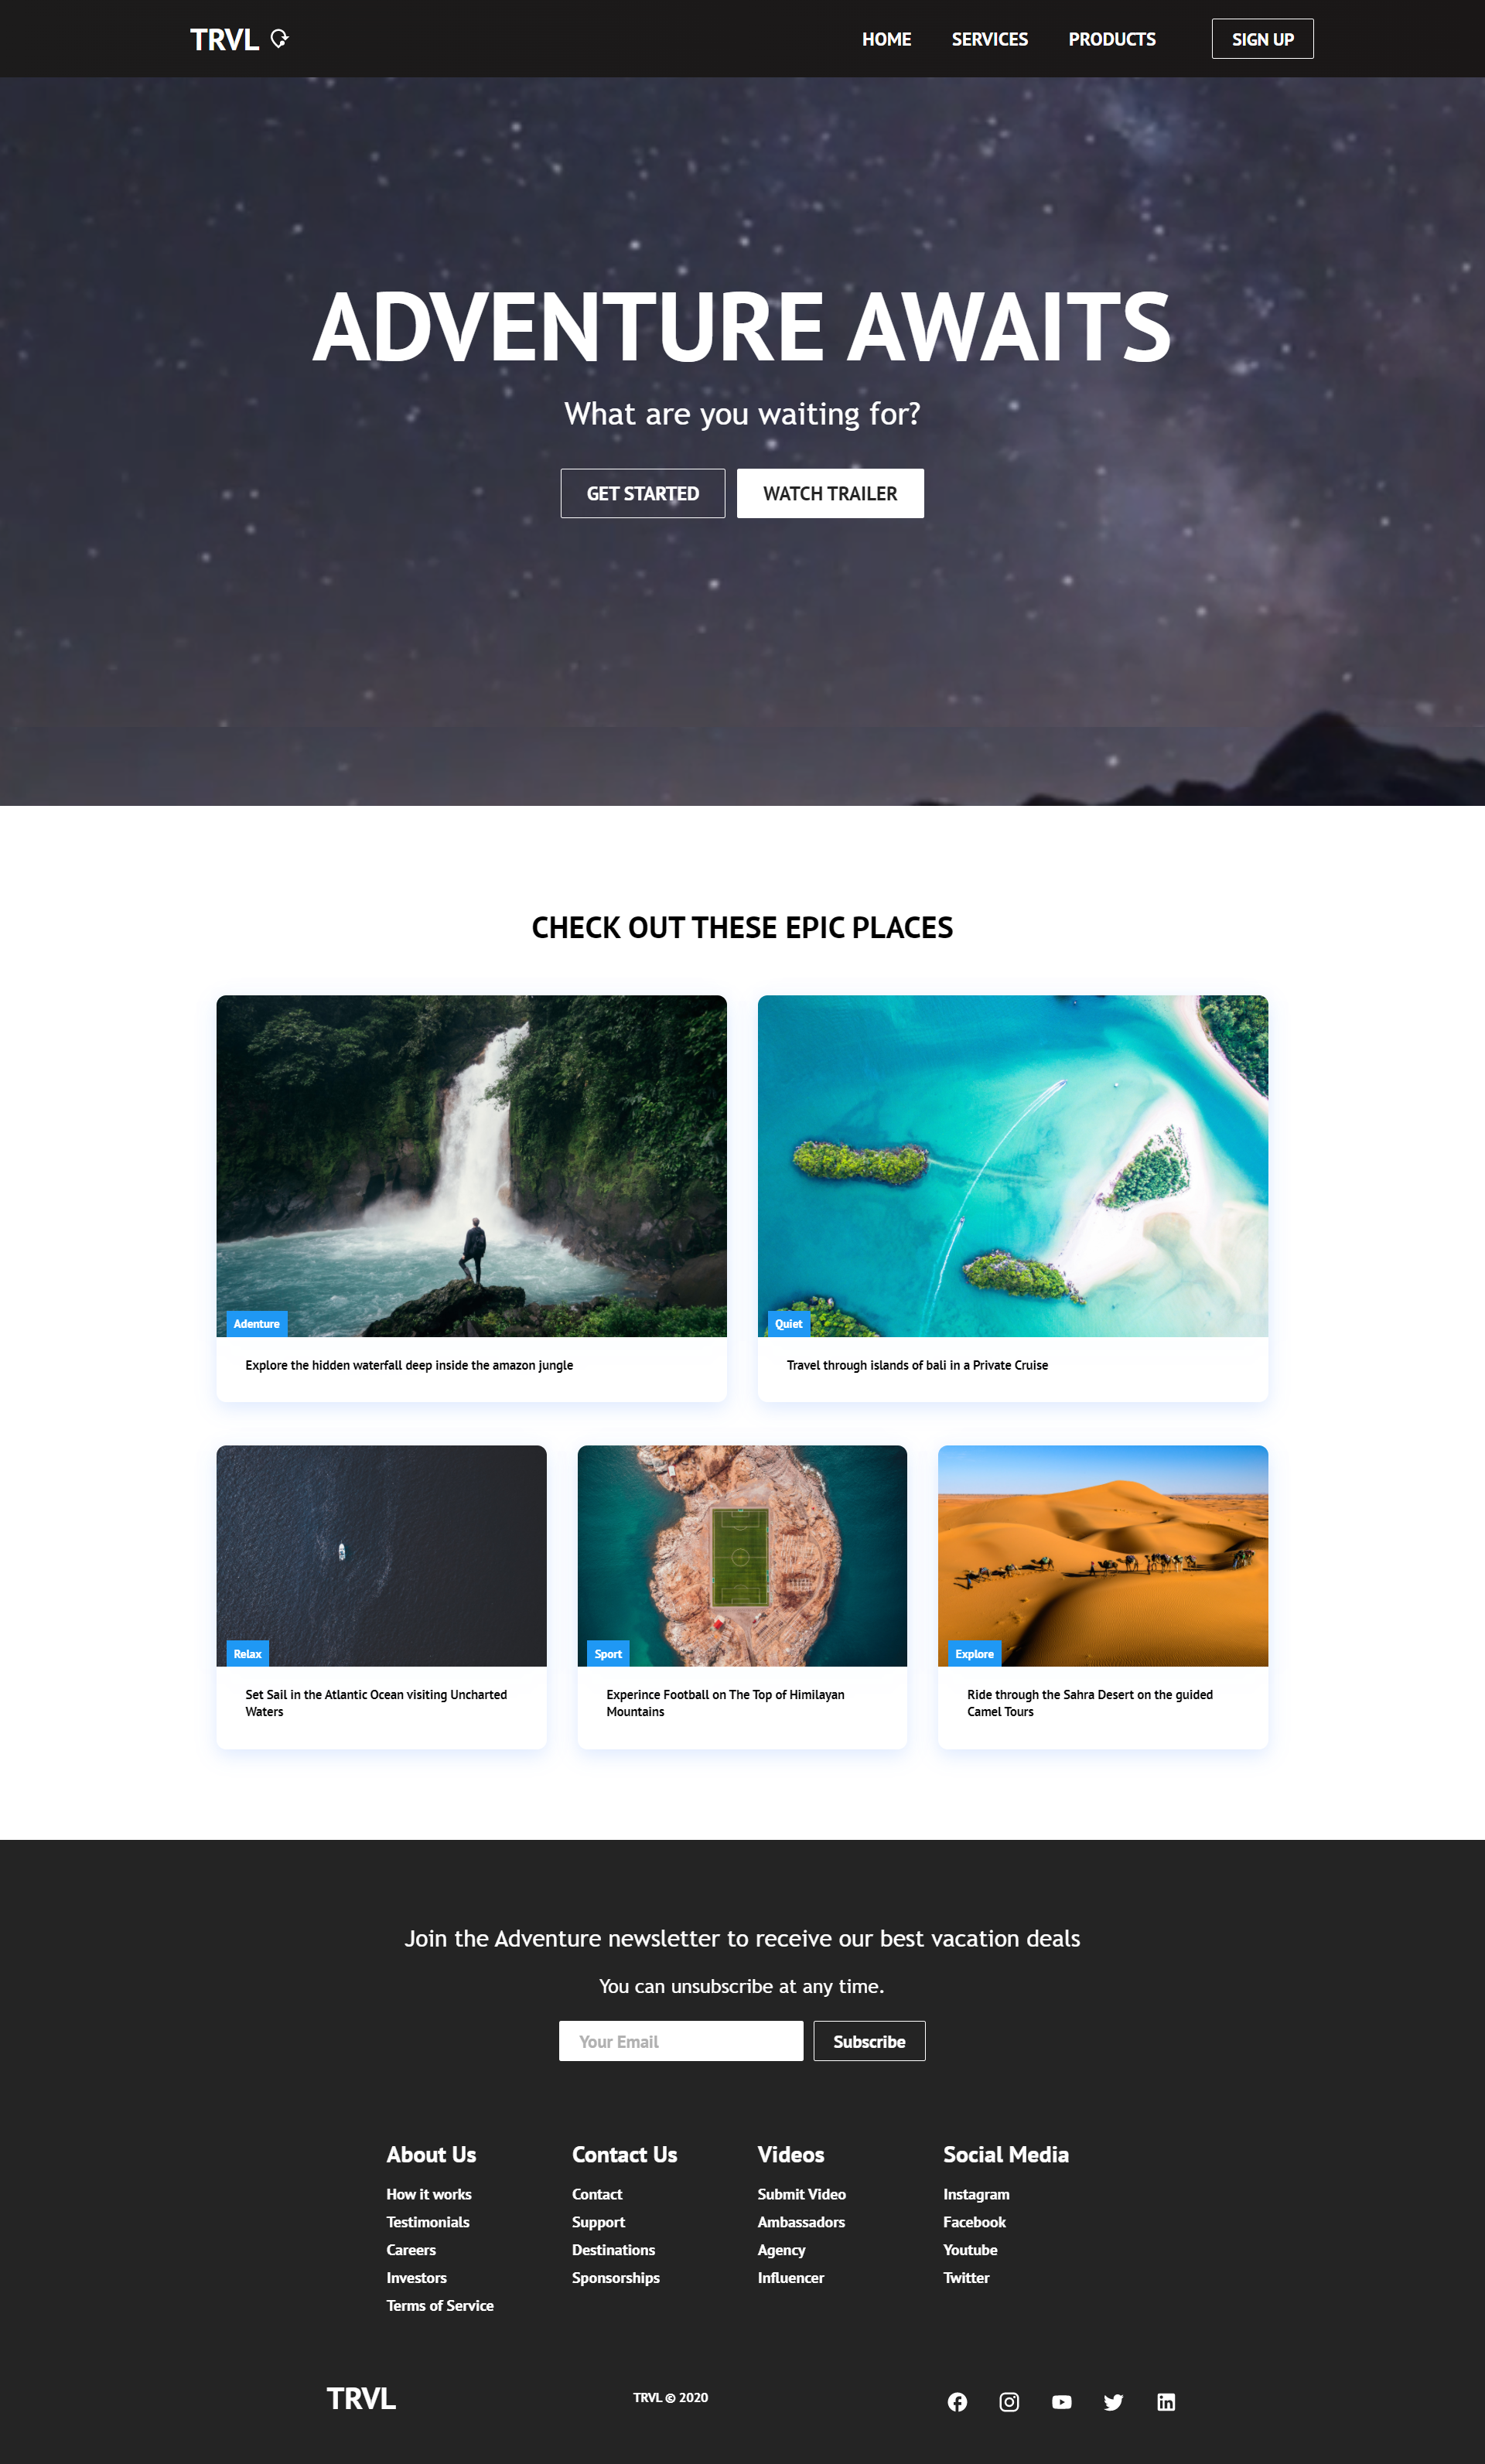 TRVL
HOME SERVICES PRODUCTS SIGN UP
ADVENTURE AWAITS
What are you waiting for?
GET STARTED WATCH TRAILER
CHECK OUT THESE EPIC PLACES
Adenture
Explore the hidden waterfall deep inside the amazon jungle
Quiet
Travel through islands of bali in a Private Cruise
Relax
Set Sail in the Atlantic Ocean visiting Uncharted
Waters
Sport
Experince Football on The Top of Himilayan
Mountains
Explore
Ride through the Sahra Desert on the guided
Camel Tours
Join the Adventure newsletter to receive our best vacation deals
You can unsubscribe at any time.
Your Email Subscribe
About Us
How it works
Testimonials
Careers
Investors
Terms of Service
Contact Us
Contact
Support
Destinations
Sponsorships
Videos
Submit Video
Ambassadors
Agency
Influencer
Social Media
Instagram
Facebook
Youtube
Twitter
TRVL
TRVL © 2020